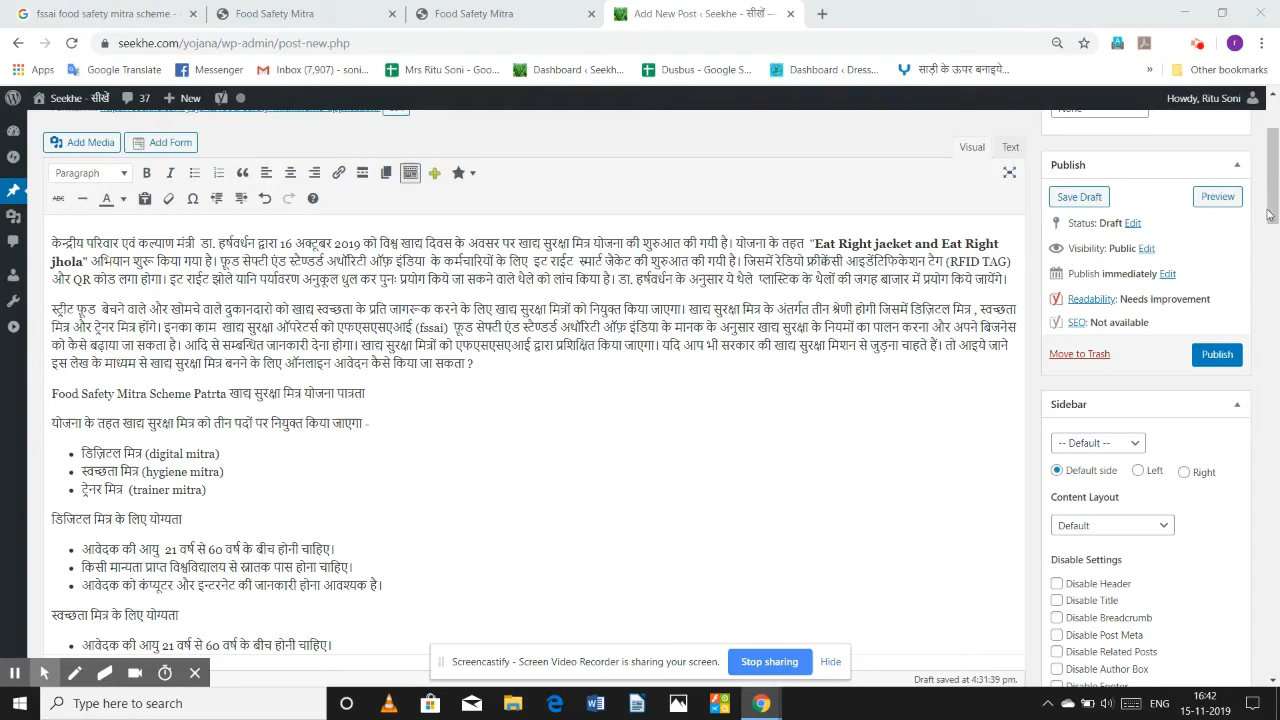 fssai food safety mitra scheme -
Food Safety Mitra
Food Safety Mitra
Add New Post ‹ Seekhe - सीखें —
seekhe.com/yojana/wp-admin/post-new.php
Apps
Google Translate
Messenger
Inbox (7,907) - soni...
Mrs Ritu Soni - Goo...
Dashboard ‹ Seekh...
Dusbus - Google S...
Dashboard ‹ Dress...
साड़ी के ऊपर बनाइये...
»
Other bookmarks
Seekhe - सीखें
37
New
Howdy, Ritu Soni
Add Media
Add Form
Visual
Text
Paragraph
केन्द्रीय परिवार एवं कल्याण मंत्री डा. हर्षवर्धन द्वारा 16 अक्टूबर 2019 को विश्व खाद्य दिवस के अवसर पर खाद्य सुरक्षा मित्र योजना की शुरुआत की गयी है। योजना के तहत "Eat Right jacket and Eat Right
jhola" अभियान शुरू किया गया है। फ़ूड सेफ्टी एंड स्टैण्डर्ड अथॉरिटी ऑफ़ इंडिया के कर्मचारियों के लिए इट राईट स्मार्ट जैकेट की शुरुआत की गयी है। जिसमें रेडियो फ्रीकेंसी आइडेंटिफिकेशन टैग (RFID TAG)
और QR कोड लगा होगा। इट राईट झोले यानि पर्यावरण अनुकूल धुल कर पुनः प्रयोग किये जा सकने वाले थैले को लांच किया है। डा. हर्षवर्धन के अनुसार ये थैले प्लास्टिक के थैलों की जगह बाजार में प्रयोग किये जायेंगे।
स्ट्रीट फ़ूड बेचने वाले और खोमचे वाले दुकानदारो को खाद्य स्वच्छता के प्रति जागरूक करने के लिए खाद्य सुरक्षा मित्रों को नियुक्त किया जाएगा। खाद्य सुरक्षा मित्र के अंतर्गत तीन श्रेणी होगी जिसमें डिज़िटल मित्र , स्वच्छता
मित्र और ट्रेनर मित्र होंगे। इनका काम खाद्य सुरक्षा ऑपरेटर्स को एफएसएसएआई (fssai) फ़ूड सेफ्टी एंड स्टैण्डर्ड अथॉरिटी ऑफ़ इंडिया के मानक के अनुसार खाद्य सुरक्षा के नियमों का पालन करना और अपने बिजनेस
को कैसे बढ़ाया जा सकता है। आदि से सम्बन्धित जानकारी देना होगा। खाद्य सुरक्षा मित्रों को एफएसएसएआई द्वारा प्रशिक्षित किया जाएगा। यदि आप भी सरकार की खाद्य सुरक्षा मिशन से जुड़ना चाहते हैं। तो आइये जाने
इस लेख के माध्यम से खाद्य सुरक्षा मित्र बनने के लिए ऑनलाइन आवेदन कैसे किया जा सकता ?
Food Safety Mitra Scheme Patrta खाद्य सुरक्षा मित्र योजना पात्रता
योजना के तहत खाद्य सुरक्षा मित्र को तीन पदों पर नियुक्त किया जाएगा -
डिज़िटल मित्र (digital mitra)
स्वच्छता मित्र (hygiene mitra)
ट्रेनर मित्र (trainer mitra)
डिजिटल मित्र के लिए योग्यता
आवेदक की आयु 21 वर्ष से 60 वर्ष के बीच होनी चाहिए।
किसी मान्यता प्राप्त विश्वविद्यालय से स्नातक पास होना चाहिए।
आवेदक को कंप्यूटर और इन्टरनेट की जानकारी होना आवश्यक है।
स्वच्छता मित्र के लिए योग्यता
आवेदक की आयु 21 वर्ष से 60 वर्ष के बीच होनी चाहिए।
Publish
Save Draft
Preview
Status: Draft Edit
Visibility: Public Edit
Publish immediately Edit
Readability: Needs improvement
SEO: Not available
Move to Trash
Publish
Sidebar
-- Default --
Default side
Left
Right
Content Layout
Default
Disable Settings
Disable Header
Disable Title
Disable Breadcrumb
Disable Post Meta
Disable Related Posts
Disable Author Box
Screencastify - Screen Video Recorder is sharing your screen.
Stop sharing
Hide
Draft saved at 4:31:39 pm.
Type here to search
ENG
16:42
15-11-2019